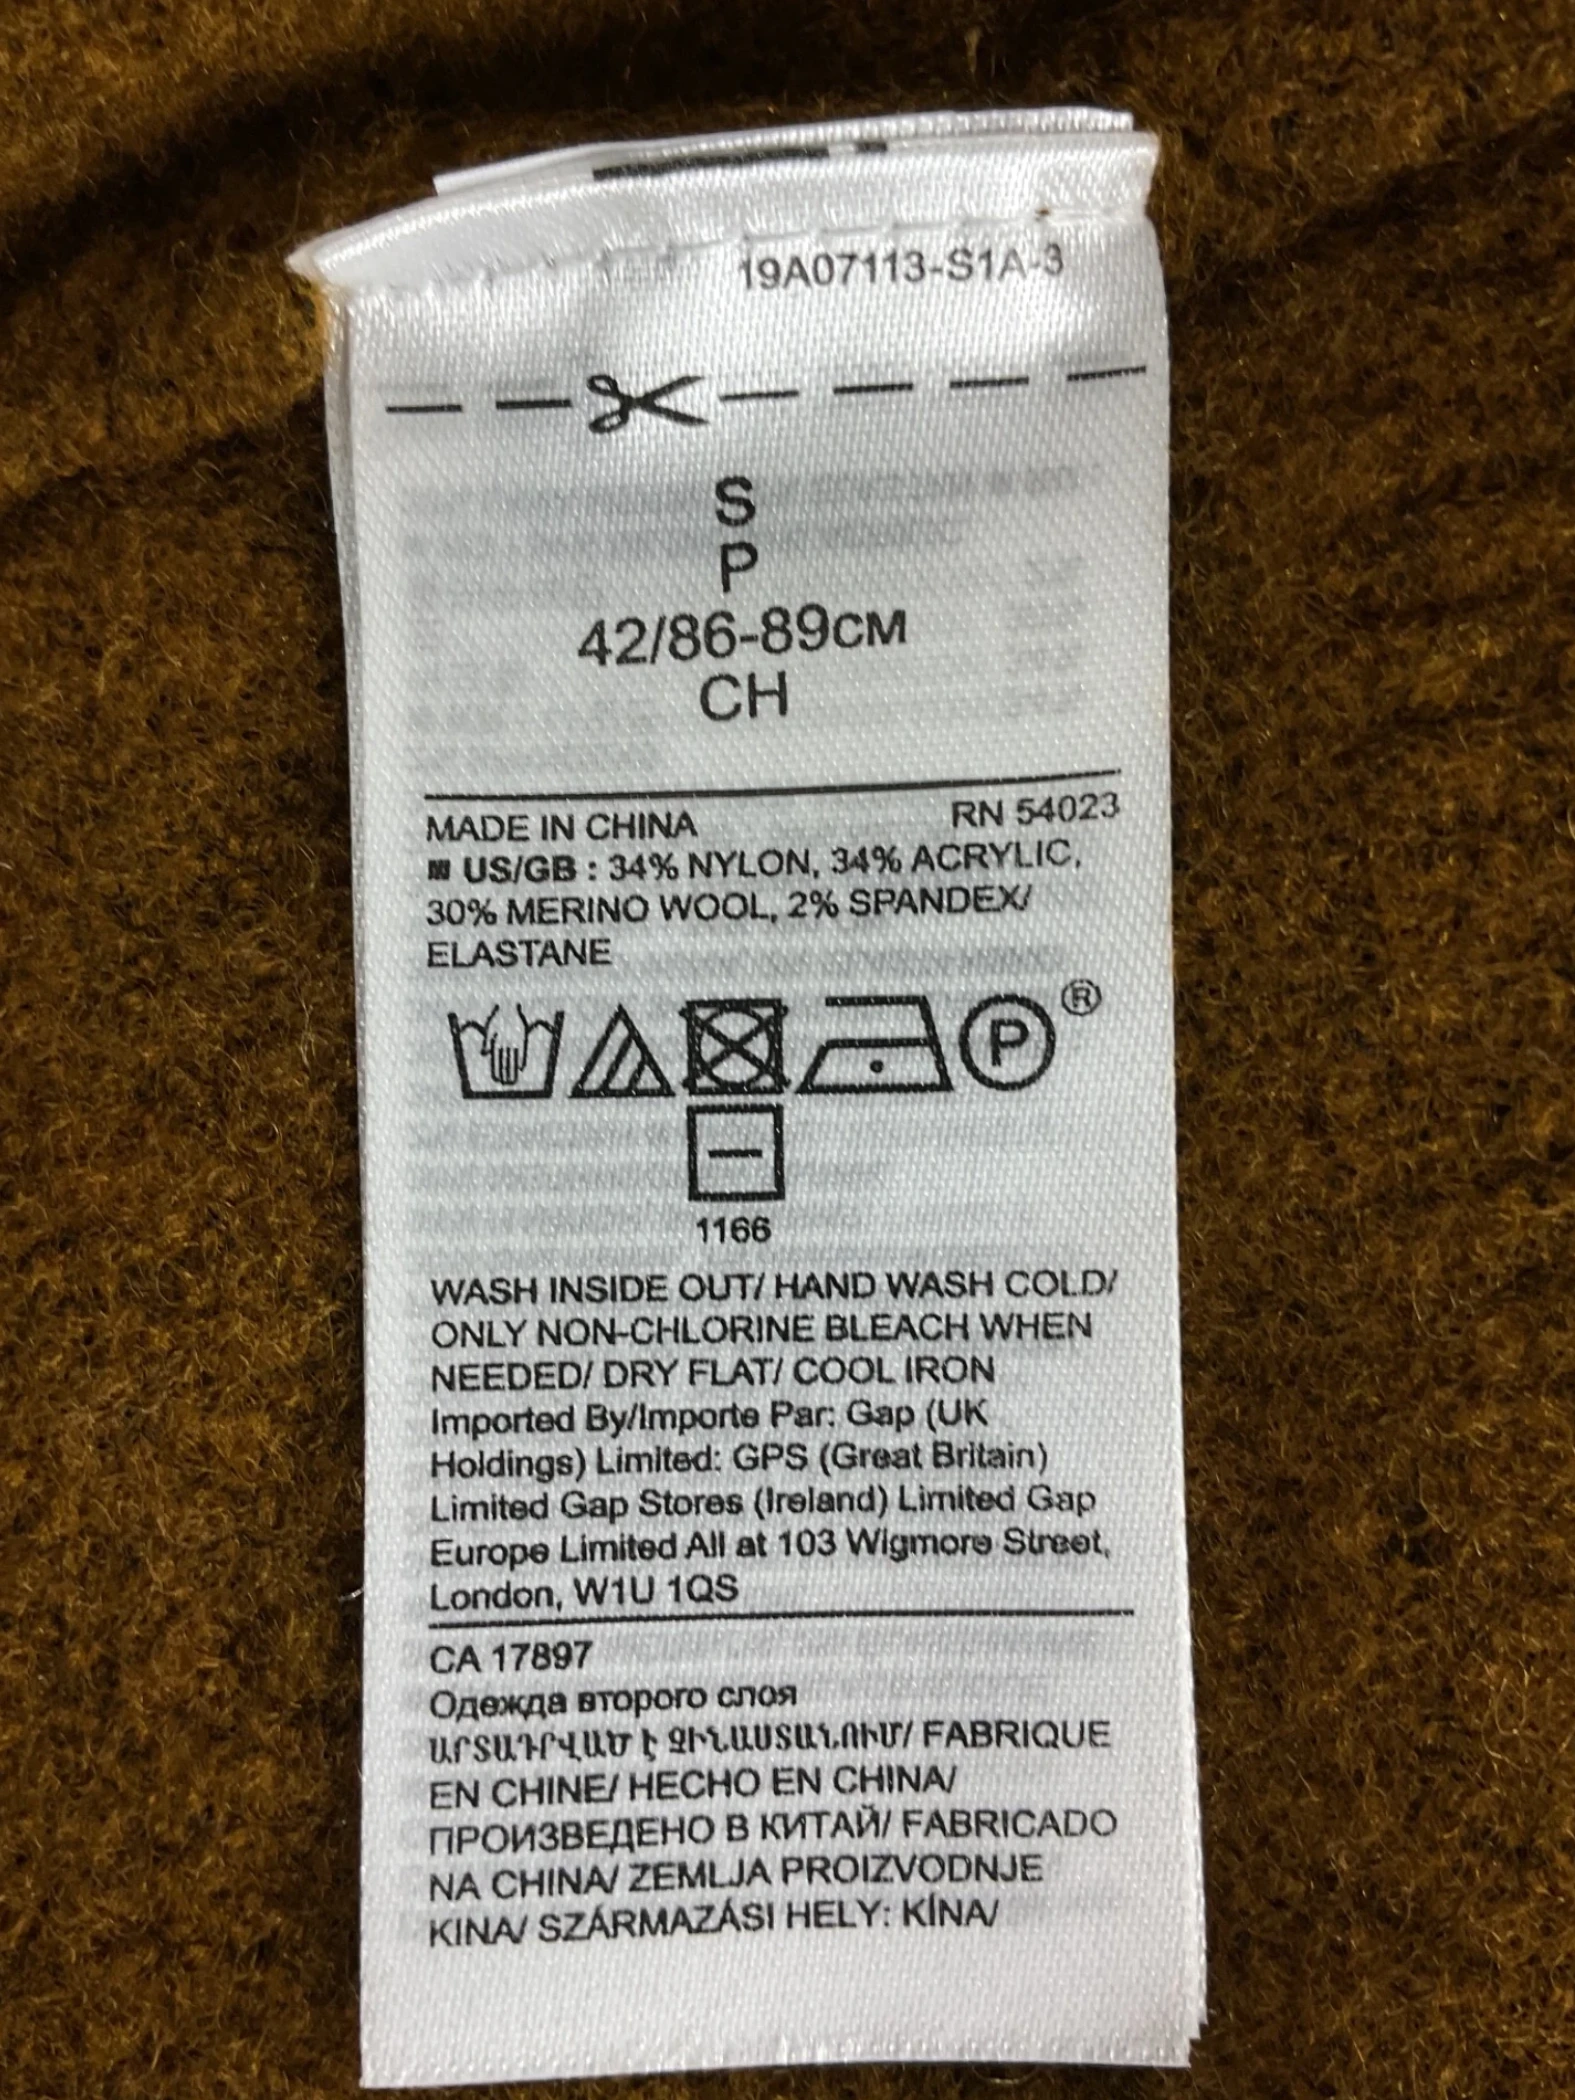 19A07113-S1A-3
S
P
42/86-89CM
CH
MADE IN CHINA RN 54023
US/GB : 34% NYLON, 34% ACRYLIC,
30% MERINO WOOL, 2% SPANDEX/
ELASTANE
P ®
1166
WASH INSIDE OUT/ HAND WASH COLD/
ONLY NON-CHLORINE BLEACH WHEN
NEEDED/ DRY FLAT/ COOL IRON
Imported By/Importe Par: Gap (UK
Holdings) Limited: GPS (Great Britain)
Limited Gap Stores (Ireland) Limited Gap
Europe Limited All at 103 Wigmore Street,
London, W1U 1QS
CA 17897
Одежда второго слоя
ԱՐՏԱԴՐՎԱԾ Է ՉԻՆԱՍՏԱՆՈՒՄ/ FABRIQUE
EN CHINE/ HECHO EN CHINA/
ПРОИЗВЕДЕНО В КИТАЙ/ FABRICADO
NA CHINA/ ZEMLJA PROIZVODNJE
KINA/ SZÁRMAZÁSI HELY: KÍNA/